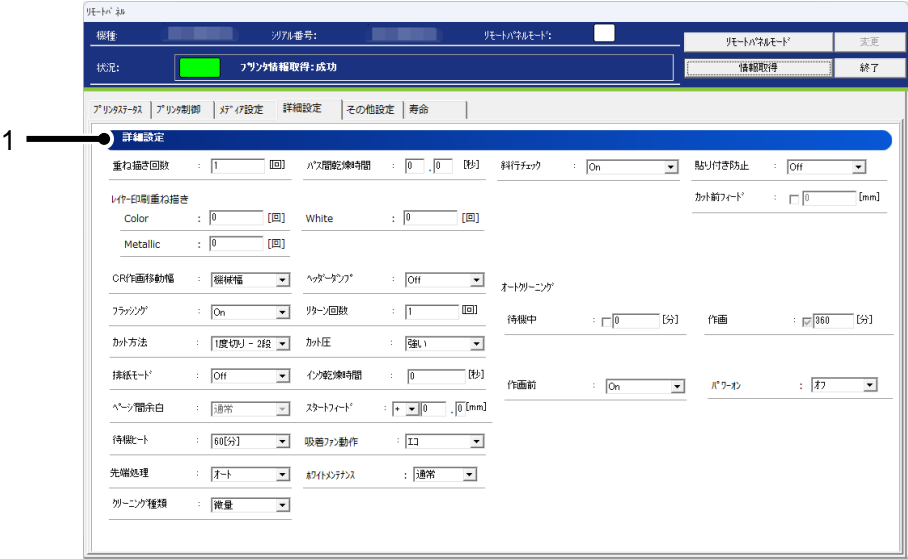 リモートパネル
機種: シリアル番号: リモートパネルモード: リモートパネルモード 変更
状況: プリンタ情報取得:成功 情報取得 終了
プリンタステータス プリンタ制御 メディア設定 詳細設定 その他設定 寿命
1 詳細設定
重ね描き回数 : 1 [回] パス間乾燥時間 : 0 . 0 [秒] 斜行チェック : On 貼り付き防止 : Off
カット前フィード : 0 [mm]
レイヤー印刷重ね描き
Color : 0 [回] White : 0 [回]
Metallic : 0 [回]
CR作画移動幅 : 機械幅 ヘッダーダンプ : Off
オートクリーニング
フラッシング : On リターン回数 : 1 [回] 待機中 : 0 [分] 作画 : 360 [分]
カット方法 : 1度切り - 2段 カット圧 : 強い
排紙モード : Off インク乾燥時間 : 0 [秒] 作画前 : On パワーオン : オフ
ページ間余白 : 通常 スタートフィード : + 0 . 0 [mm]
待機ヒート : 60[分] 吸着ファン動作 : エコ
先端処理 : オート ホワイトメンテナンス : 通常
クリーニング種類 : 微量